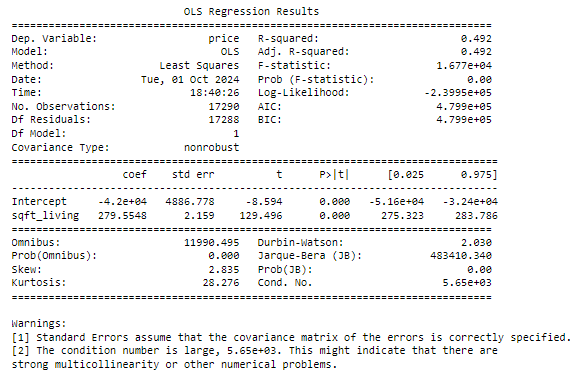 OLS Regression Results
==============================================================================
Dep. Variable:                  price   R-squared:                       0.492
Model:                            OLS   Adj. R-squared:                  0.492
Method:                 Least Squares   F-statistic:                 1.677e+04
Date:                Tue, 01 Oct 2024   Prob (F-statistic):               0.00
Time:                        18:40:26   Log-Likelihood:            -2.3995e+05
No. Observations:               17290   AIC:                         4.799e+05
Df Residuals:                   17288   BIC:                         4.799e+05
Df Model:                           1
Covariance Type:            nonrobust
===============================================================================
                  coef    std err          t      P>|t|      [0.025      0.975]
-------------------------------------------------------------------------------
Intercept     -4.2e+04   4886.778     -8.594      0.000   -5.16e+04   -3.24e+04
sqft_living   279.5548      2.159    129.496      0.000     275.323     283.786
==============================================================================
Omnibus:                    11990.495   Durbin-Watson:                   2.030
Prob(Omnibus):                  0.000   Jarque-Bera (JB):           483410.340
Skew:                           2.835   Prob(JB):                         0.00
Kurtosis:                      28.276   Cond. No.                     5.65e+03
==============================================================================
Warnings:
[1] Standard Errors assume that the covariance matrix of the errors is correctly specified.
[2] The condition number is large, 5.65e+03. This might indicate that there are
strong multicollinearity or other numerical problems.